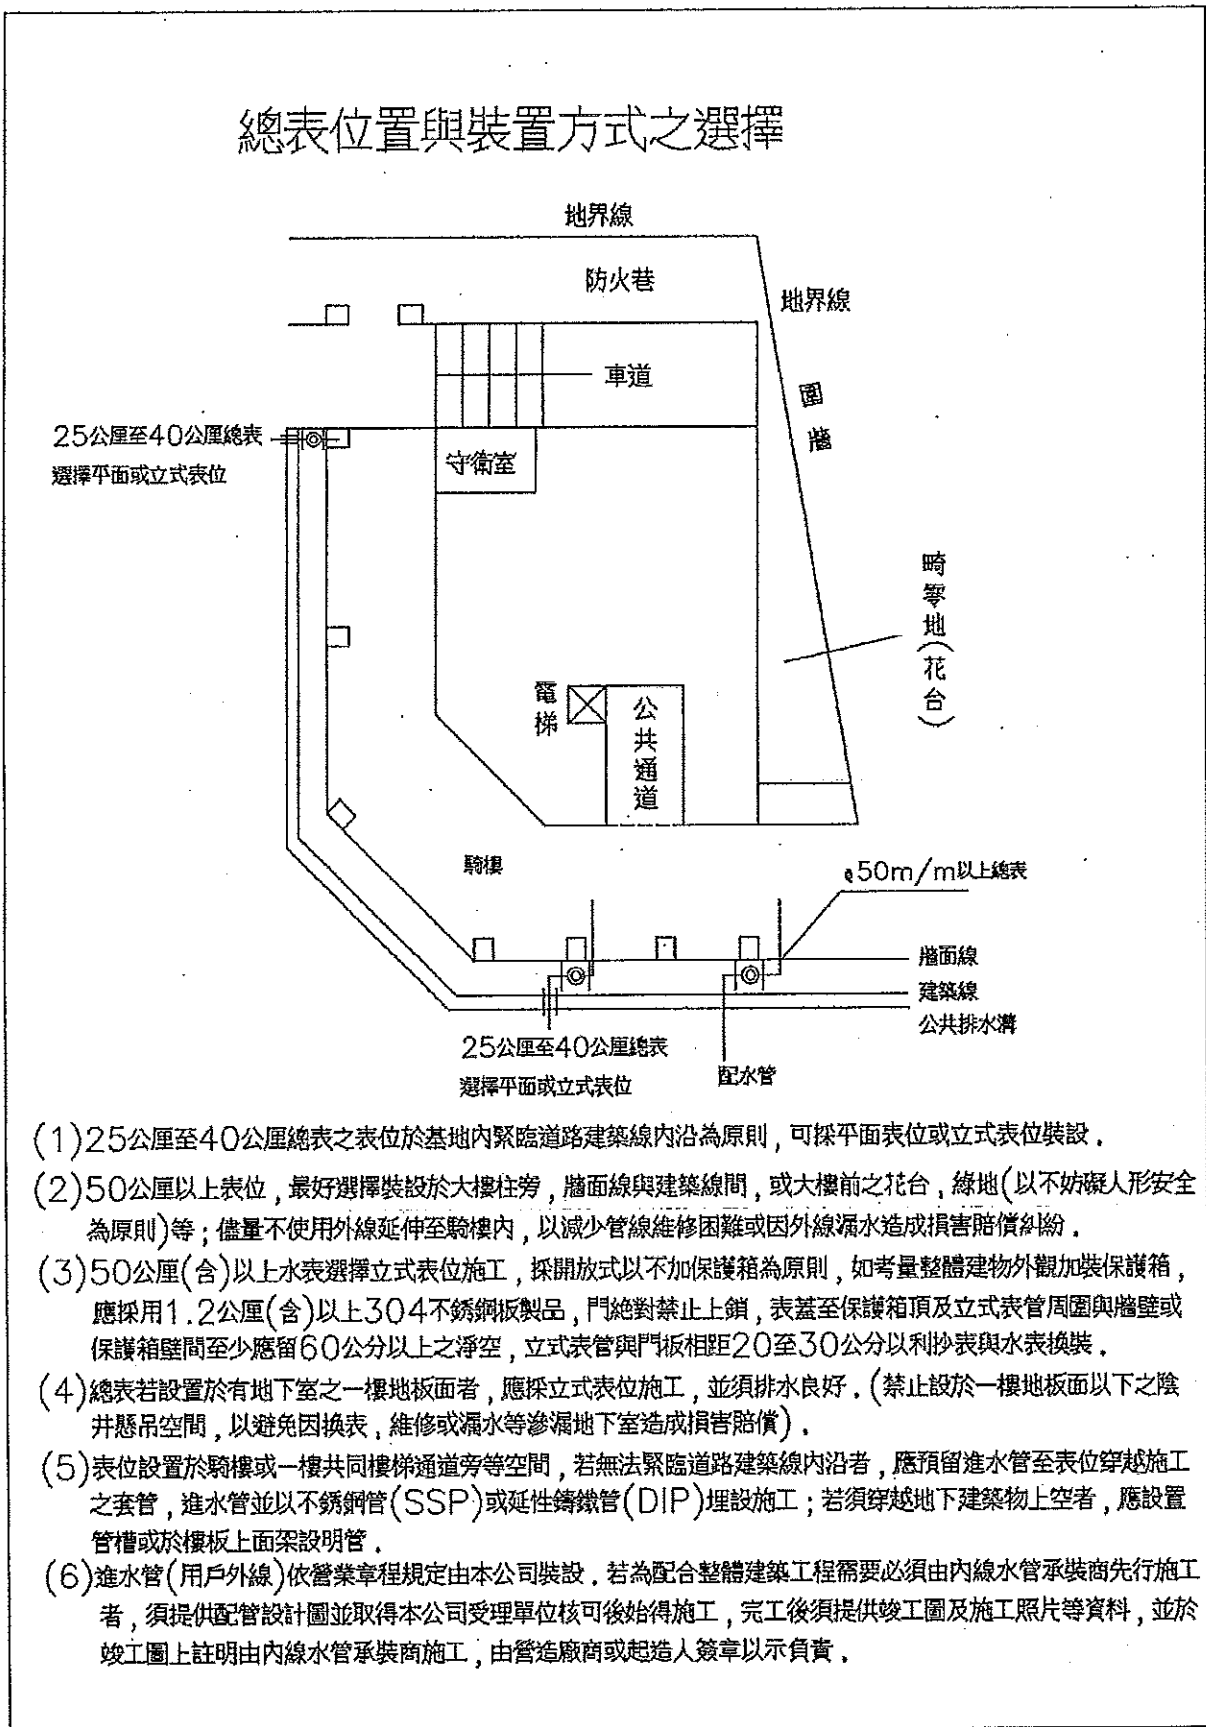 總表位置與裝置方式之選擇
地界線
防火巷
地界線
車道
圍牆
25公厘至40公厘總表
選擇平面或立式表位
守衛室
畸零地(花台)
電梯
公共通道
騎樓
50m/m以上總表
牆面線
建築線
公共排水溝
25公厘至40公厘總表
選擇平面或立式表位
配水管
(1)25公厘至40公厘總表之表位於基地內緊臨道路建築線內沿為原則,可採平面表位或立式表位裝設.
(2)50公厘以上表位,最好選擇裝設於大樓柱旁,牆面線與建築線間,或大樓前之花台,綠地(以不妨礙人形安全
為原則)等;儘量不使用外線延伸至騎樓內,以減少管線維修困難或因外線漏水造成損害賠償糾紛.
(3)50公厘(含)以上水表選擇立式表位施工,採開放式以不加保護箱為原則,如考量整體建物外觀加裝保護箱,
應採用1.2公厘(含)以上304不銹鋼板製品,門絕對禁止上鎖,表蓋至保護箱頂及立式表管周圍與牆壁或
保護箱壁間至少應留60公分以上之淨空,立式表管與門板相距20至30公分以利抄表與水表換裝.
(4)總表若設置於有地下室之一樓地板面者,應採立式表位施工,並須排水良好.(禁止設於一樓地板面以下之陰
井懸吊空間,以避免因換表,維修或漏水等滲漏地下室造成損害賠償).
(5)表位設置於騎樓或一樓共同樓梯通道旁等空間,若無法緊臨道路建築線內沿者,應預留進水管至表位穿越施工
之套管,進水管並以不銹鋼管(SSP)或延性鑄鐵管(DIP)埋設施工;若須穿越地下建築物上空者,應設置
管槽或於樓板上面架設明管.
(6)進水管(用戶外線)依營業章程規定由本公司裝設.若為配合整體建築工程需要必須由內線水管承裝商先行施工
者,須提供配管設計圖並取得本公司受理單位核可後始得施工,完工後須提供竣工圖及施工照片等資料,並於
竣工圖上註明由內線水管承裝商施工,由營造廠商或起造人簽章以示負責.